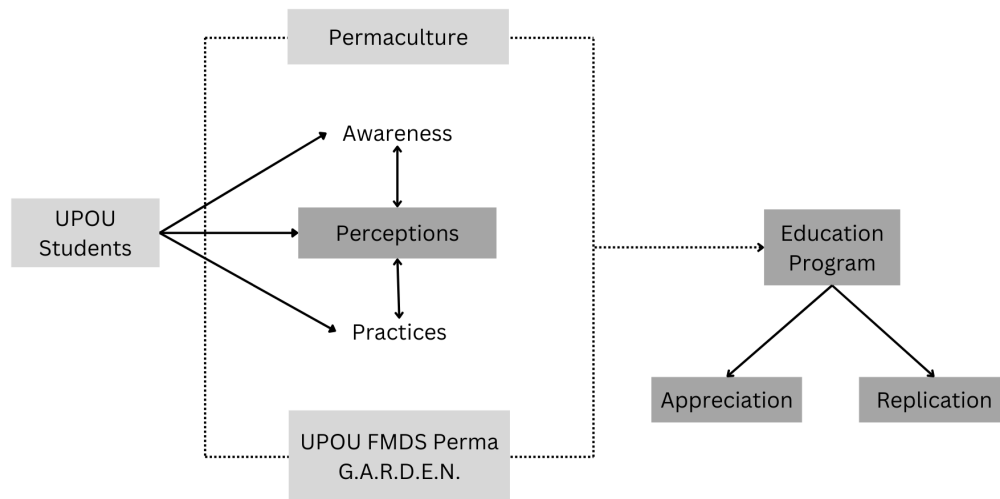 Permaculture
Awareness
UPOU
Students
Perceptions
Education
Program
Practices
Appreciation
Replication
UPOU FMDS Perma
G.A.R.D.E.N.